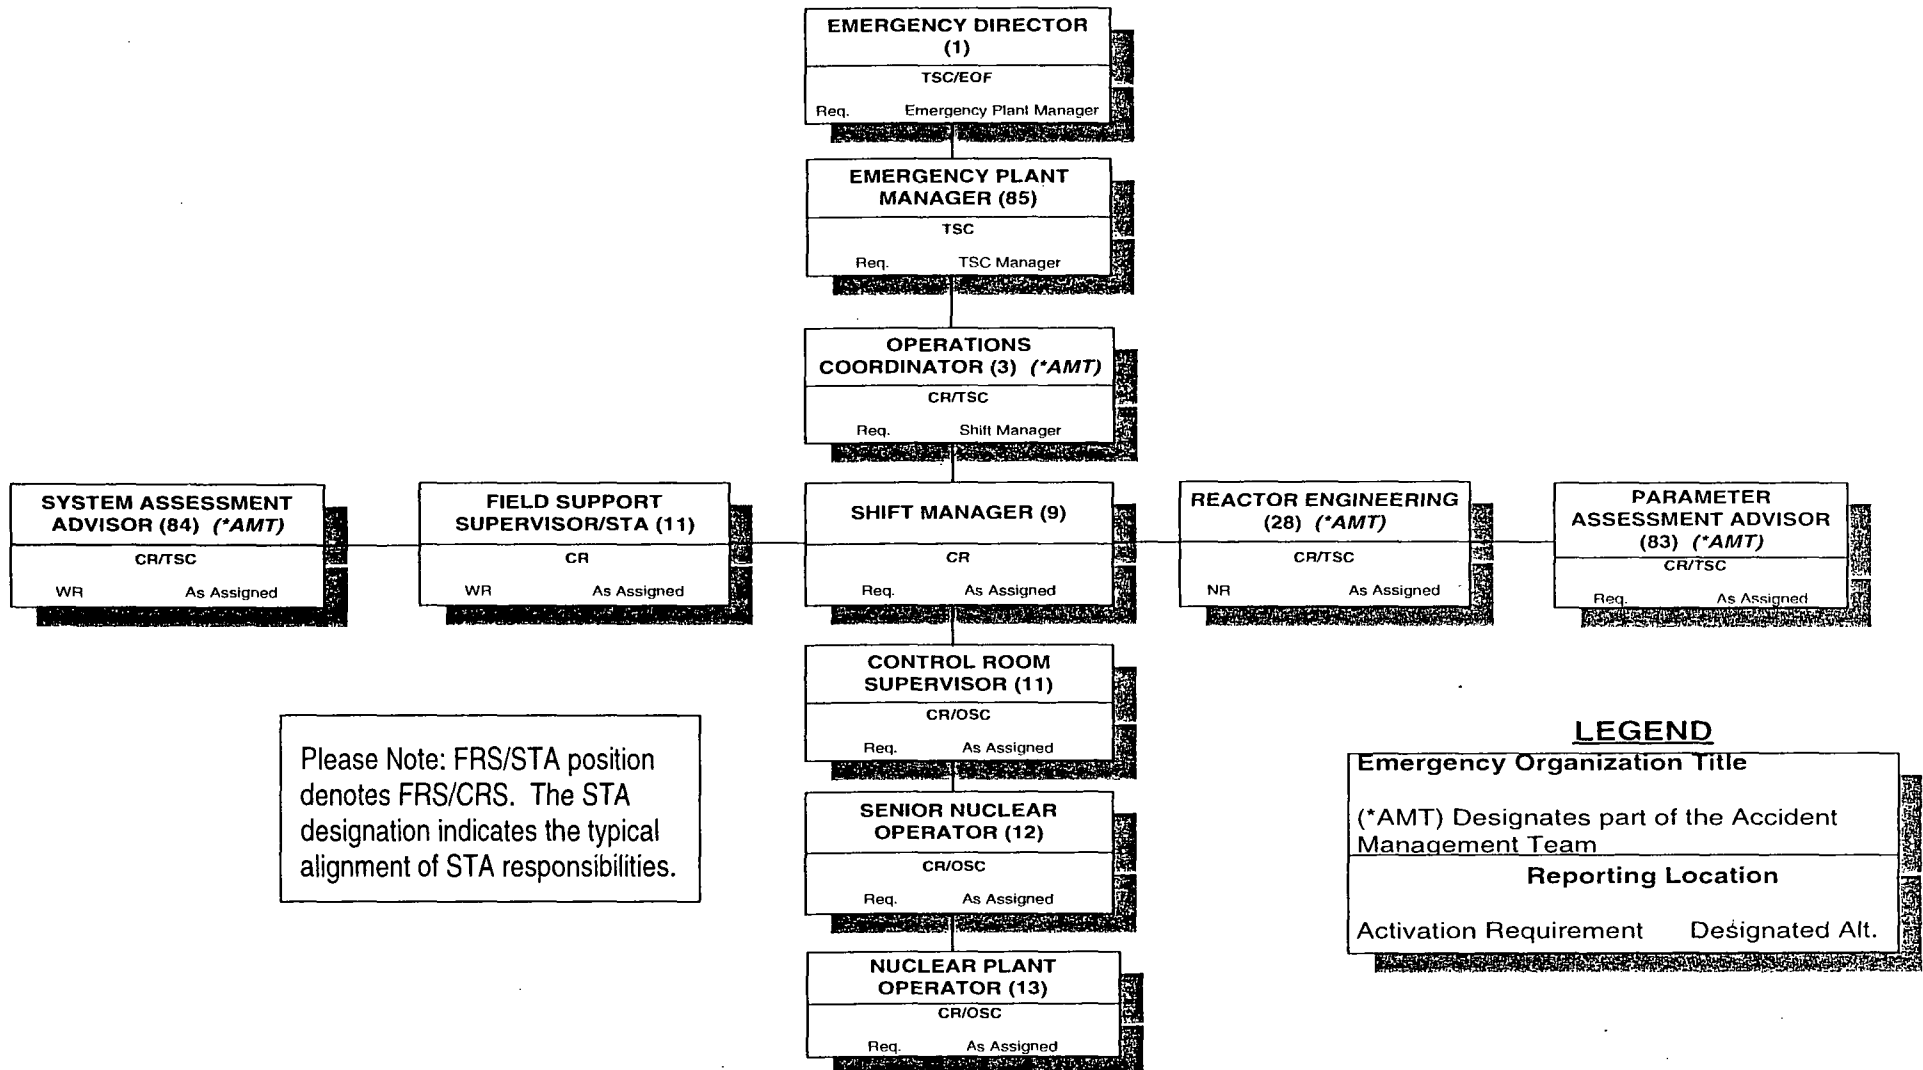 EMERGENCY DIRECTOR
(1)
TSC/EOF
Req. Emergency Plant Manager
EMERGENCY PLANT
MANAGER (85)
TSC
Req. TSC Manager
OPERATIONS
COORDINATOR (3) (*AMT)
CR/TSC
Req. Shift Manager
SYSTEM ASSESSMENT
ADVISOR (84) (*AMT)
CR/TSC
WR As Assigned
FIELD SUPPORT
SUPERVISOR/STA (11)
CR
WR As Assigned
SHIFT MANAGER (9)
CR
Req. As Assigned
REACTOR ENGINEERING
(28) (*AMT)
CR/TSC
NR As Assigned
PARAMETER
ASSESSMENT ADVISOR
(83) (*AMT)
CR/TSC
Req. As Assigned
CONTROL ROOM
SUPERVISOR (11)
CR/OSC
Req. As Assigned
SENIOR NUCLEAR
OPERATOR (12)
CR/OSC
Req. As Assigned
NUCLEAR PLANT
OPERATOR (13)
CR/OSC
Req. As Assigned
Please Note: FRS/STA position
denotes FRS/CRS. The STA
designation indicates the typical
alignment of STA responsibilities.
LEGEND
Emergency Organization Title
(*AMT) Designates part of the Accident
Management Team
Reporting Location
Activation Requirement Designated Alt.